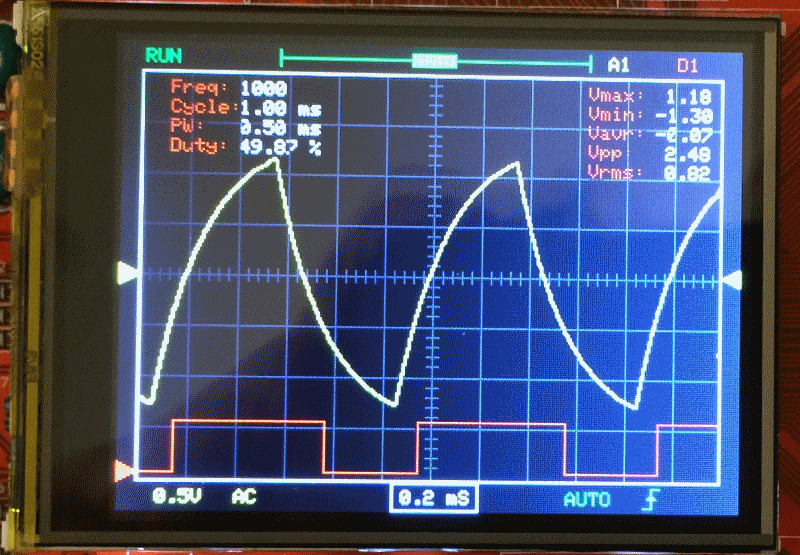 RUN A1 D1
Freq: 1000
Cycle: 1.00 ms
PW: 0.50 ms
Duty: 49.87 %
Vmax: 1.18
Vmin: -1.30
Vavr: -0.07
Vpp: 2.48
Vrms: 0.82
0.5V AC 0.2 mS AUTO